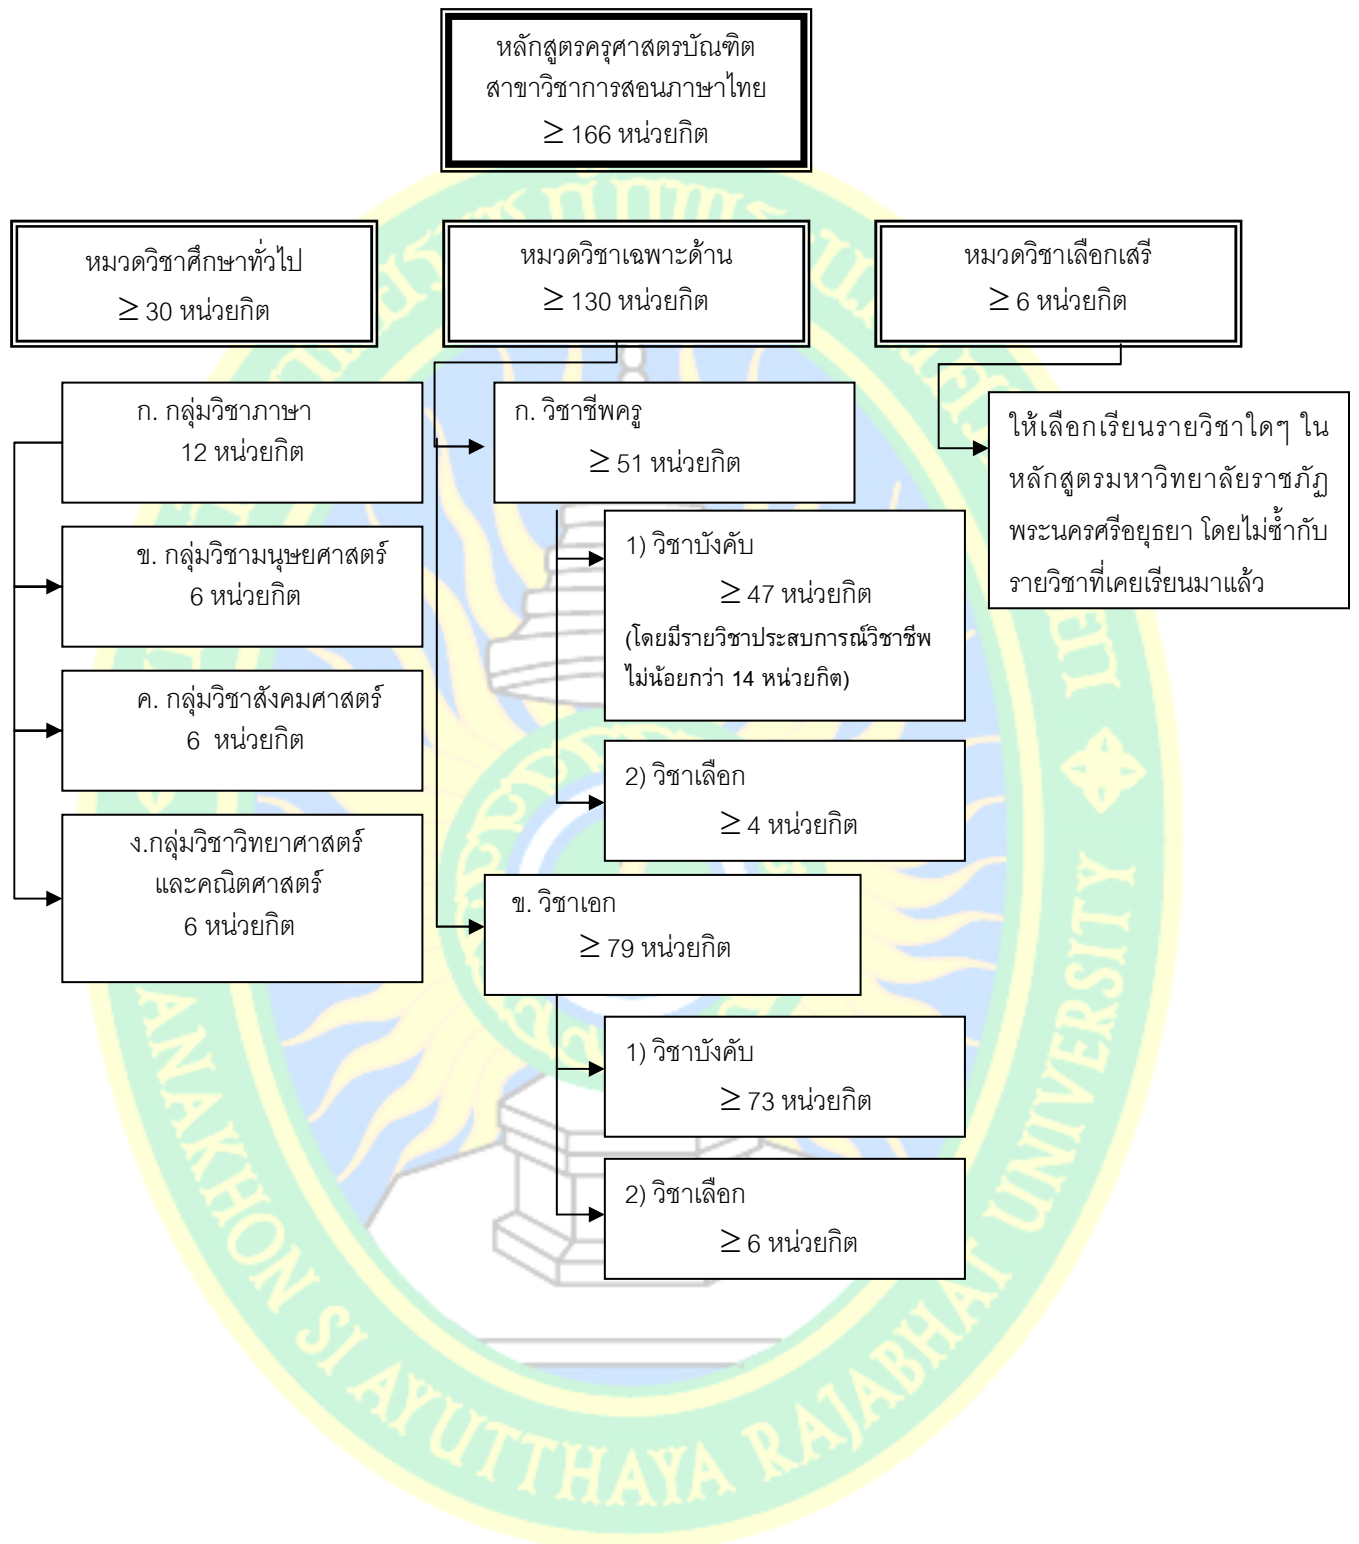 หลักสูตรครุศาสตรบัณฑิต
สาขาวิชาการสอนภาษาไทย
≥ 166 หน่วยกิต
หมวดวิชาศึกษาทั่วไป
≥ 30 หน่วยกิต
หมวดวิชาเฉพาะด้าน
≥ 130 หน่วยกิต
หมวดวิชาเลือกเสรี
≥ 6 หน่วยกิต
ก. กลุ่มวิชาภาษา
12 หน่วยกิต
ข. กลุ่มวิชามนุษยศาสตร์
6 หน่วยกิต
ค. กลุ่มวิชาสังคมศาสตร์
6 หน่วยกิต
ง.กลุ่มวิชาวิทยาศาสตร์
และคณิตศาสตร์
6 หน่วยกิต
ก. วิชาชีพครู
≥ 51 หน่วยกิต
1) วิชาบังคับ
≥ 47 หน่วยกิต
(โดยมีรายวิชาประสบการณ์วิชาชีพ
ไม่น้อยกว่า 14 หน่วยกิต)
2) วิชาเลือก
≥ 4 หน่วยกิต
ข. วิชาเอก
≥ 79 หน่วยกิต
1) วิชาบังคับ
≥ 73 หน่วยกิต
2) วิชาเลือก
≥ 6 หน่วยกิต
ให้เลือกเรียนรายวิชาใดๆ ใน
หลักสูตรมหาวิทยาลัยราชภัฏ
พระนครศรีอยุธยา โดยไม่ซ้ำกับ
รายวิชาที่เคยเรียนมาแล้ว
ANAKHON SI AYUTTHAYA RAJABHAT UNIVERSITY